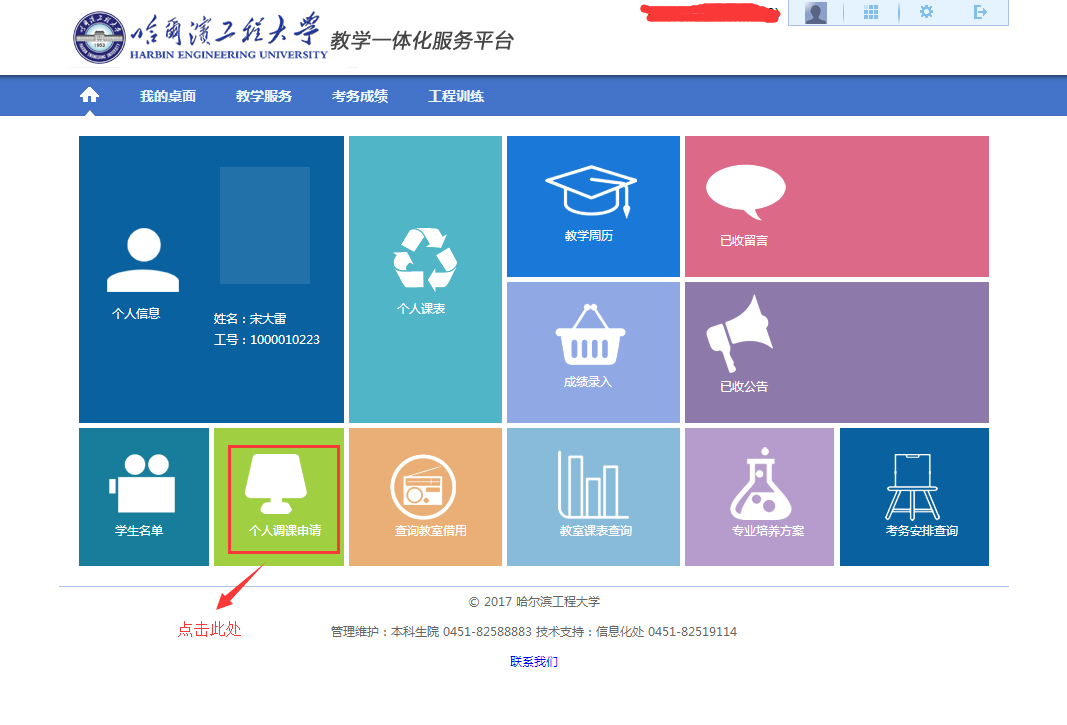 哈尔滨工程大学
HARBIN ENGINEERING UNIVERSITY
教学一体化服务平台
1953
我的桌面
教学服务
考务成绩
工程训练
个人信息
姓名：宋大雷
工号：1000010223
个人课表
教学周历
已收留言
成绩录入
已收公告
学生名单
个人调课申请
查询教室借用
教室课表查询
专业培养方案
考务安排查询
点击此处
© 2017 哈尔滨工程大学
管理维护：本科生院 0451-82588883 技术支持：信息化处 0451-82519114
联系我们